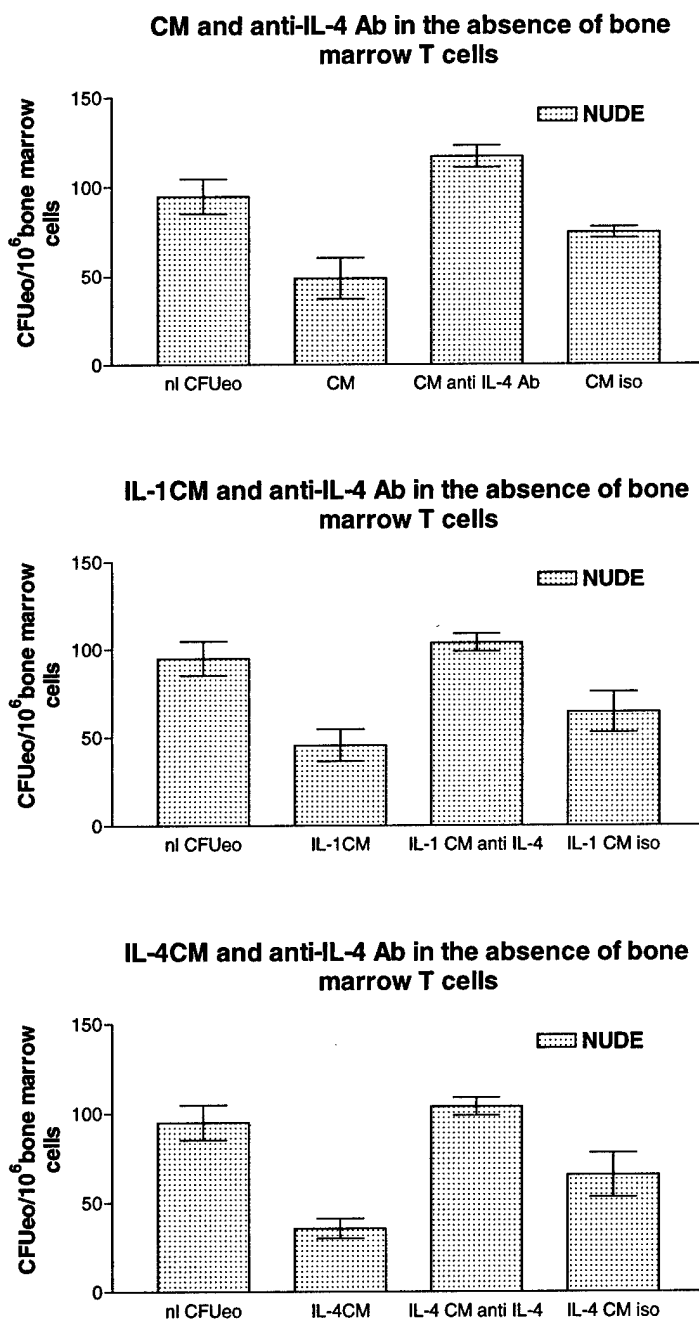 CM and anti-IL-4 Ab in the absence of bone
marrow T cells
150
100
50
0
CFUeo/10⁶bone marrow
cells
NUDE
nl CFUeo
CM
CM anti IL-4 Ab
CM iso
IL-1CM and anti-IL-4 Ab in the absence of bone
marrow T cells
150
100
50
0
CFUeo/10⁶bone marrow
cells
NUDE
nl CFUeo
IL-1CM
IL-1 CM anti IL-4
IL-1 CM iso
IL-4CM and anti-IL-4 Ab in the absence of bone
marrow T cells
150
100
50
0
CFUeo/10⁶bone marrow
cells
NUDE
nl CFUeo
IL-4CM
IL-4 CM anti IL-4
IL-4 CM iso